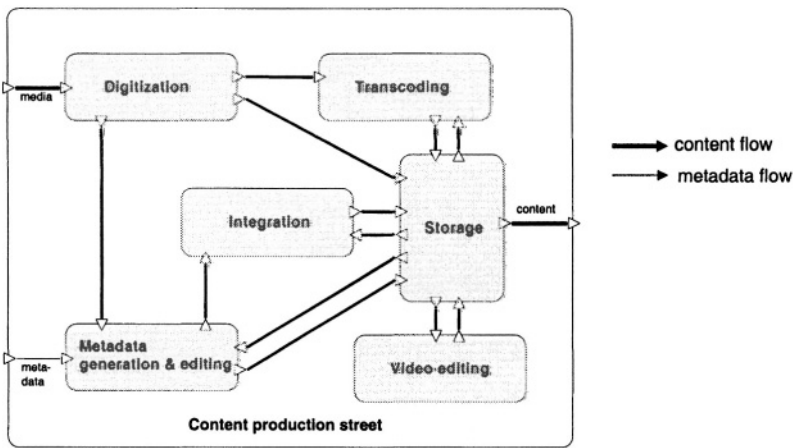 Digitization
Transcoding
media
content flow
metadata flow
Integration
Storage
content
Metadata
generation & editing
meta-
data
Video editing
Content production street